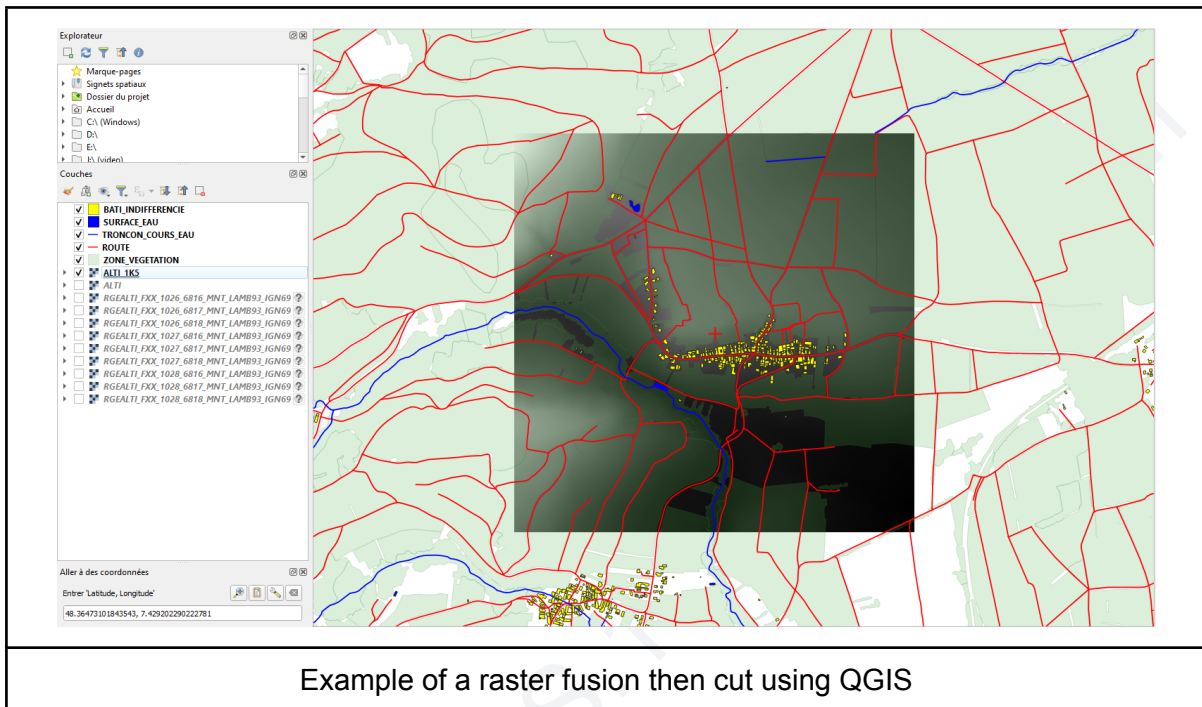 Explorateur
Marque-pages
Signets spatiaux
Dossier du projet
Accueil
C:\ (Windows)
D:\
E:\
I:\ (video)
Couches
BATI_INDIFFERENCIE
SURFACE_EAU
TRONCON_COURS_EAU
ROUTE
ZONE_VEGETATION
ALTI_1K5
ALTI
RGEALTI_FXX_1026_6816_MNT_LAMB93_IGN69
RGEALTI_FXX_1026_6817_MNT_LAMB93_IGN69
RGEALTI_FXX_1026_6818_MNT_LAMB93_IGN69
RGEALTI_FXX_1027_6816_MNT_LAMB93_IGN69
RGEALTI_FXX_1027_6817_MNT_LAMB93_IGN69
RGEALTI_FXX_1027_6818_MNT_LAMB93_IGN69
RGEALTI_FXX_1028_6816_MNT_LAMB93_IGN69
RGEALTI_FXX_1028_6817_MNT_LAMB93_IGN69
RGEALTI_FXX_1028_6818_MNT_LAMB93_IGN69
Aller à des coordonnées
Entrer 'Latitude, Longitude'
48.36473101843543, 7.429202290222781
Example of a raster fusion then cut using QGIS